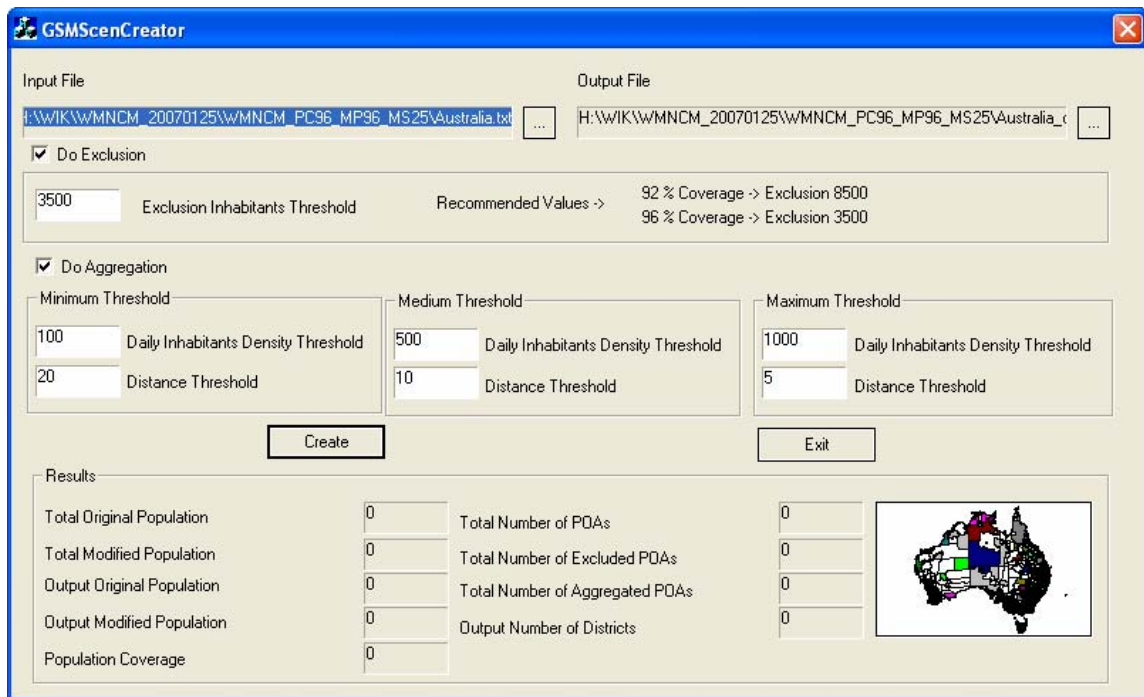 GSMScenCreator
Input File
Output File
H:\WIK\WMNCM_20070125\WMNCM_PC96_MP96_MS25\Australia.txt
...
H:\WIK\WMNCM_20070125\WMNCM_PC96_MP96_MS25\Australia_
...
Do Exclusion
3500
Exclusion Inhabitants Threshold
Recommended Values ->
92 % Coverage -> Exclusion 8500
96 % Coverage -> Exclusion 3500
Do Aggregation
Minimum Threshold
100
Daily Inhabitants Density Threshold
20
Distance Threshold
Medium Threshold
500
Daily Inhabitants Density Threshold
10
Distance Threshold
Maximum Threshold
1000
Daily Inhabitants Density Threshold
5
Distance Threshold
Create
Exit
Results
Total Original Population
0
Total Modified Population
0
Output Original Population
0
Output Modified Population
0
Population Coverage
0
Total Number of POAs
0
Total Number of Excluded POAs
0
Total Number of Aggregated POAs
0
Output Number of Districts
0